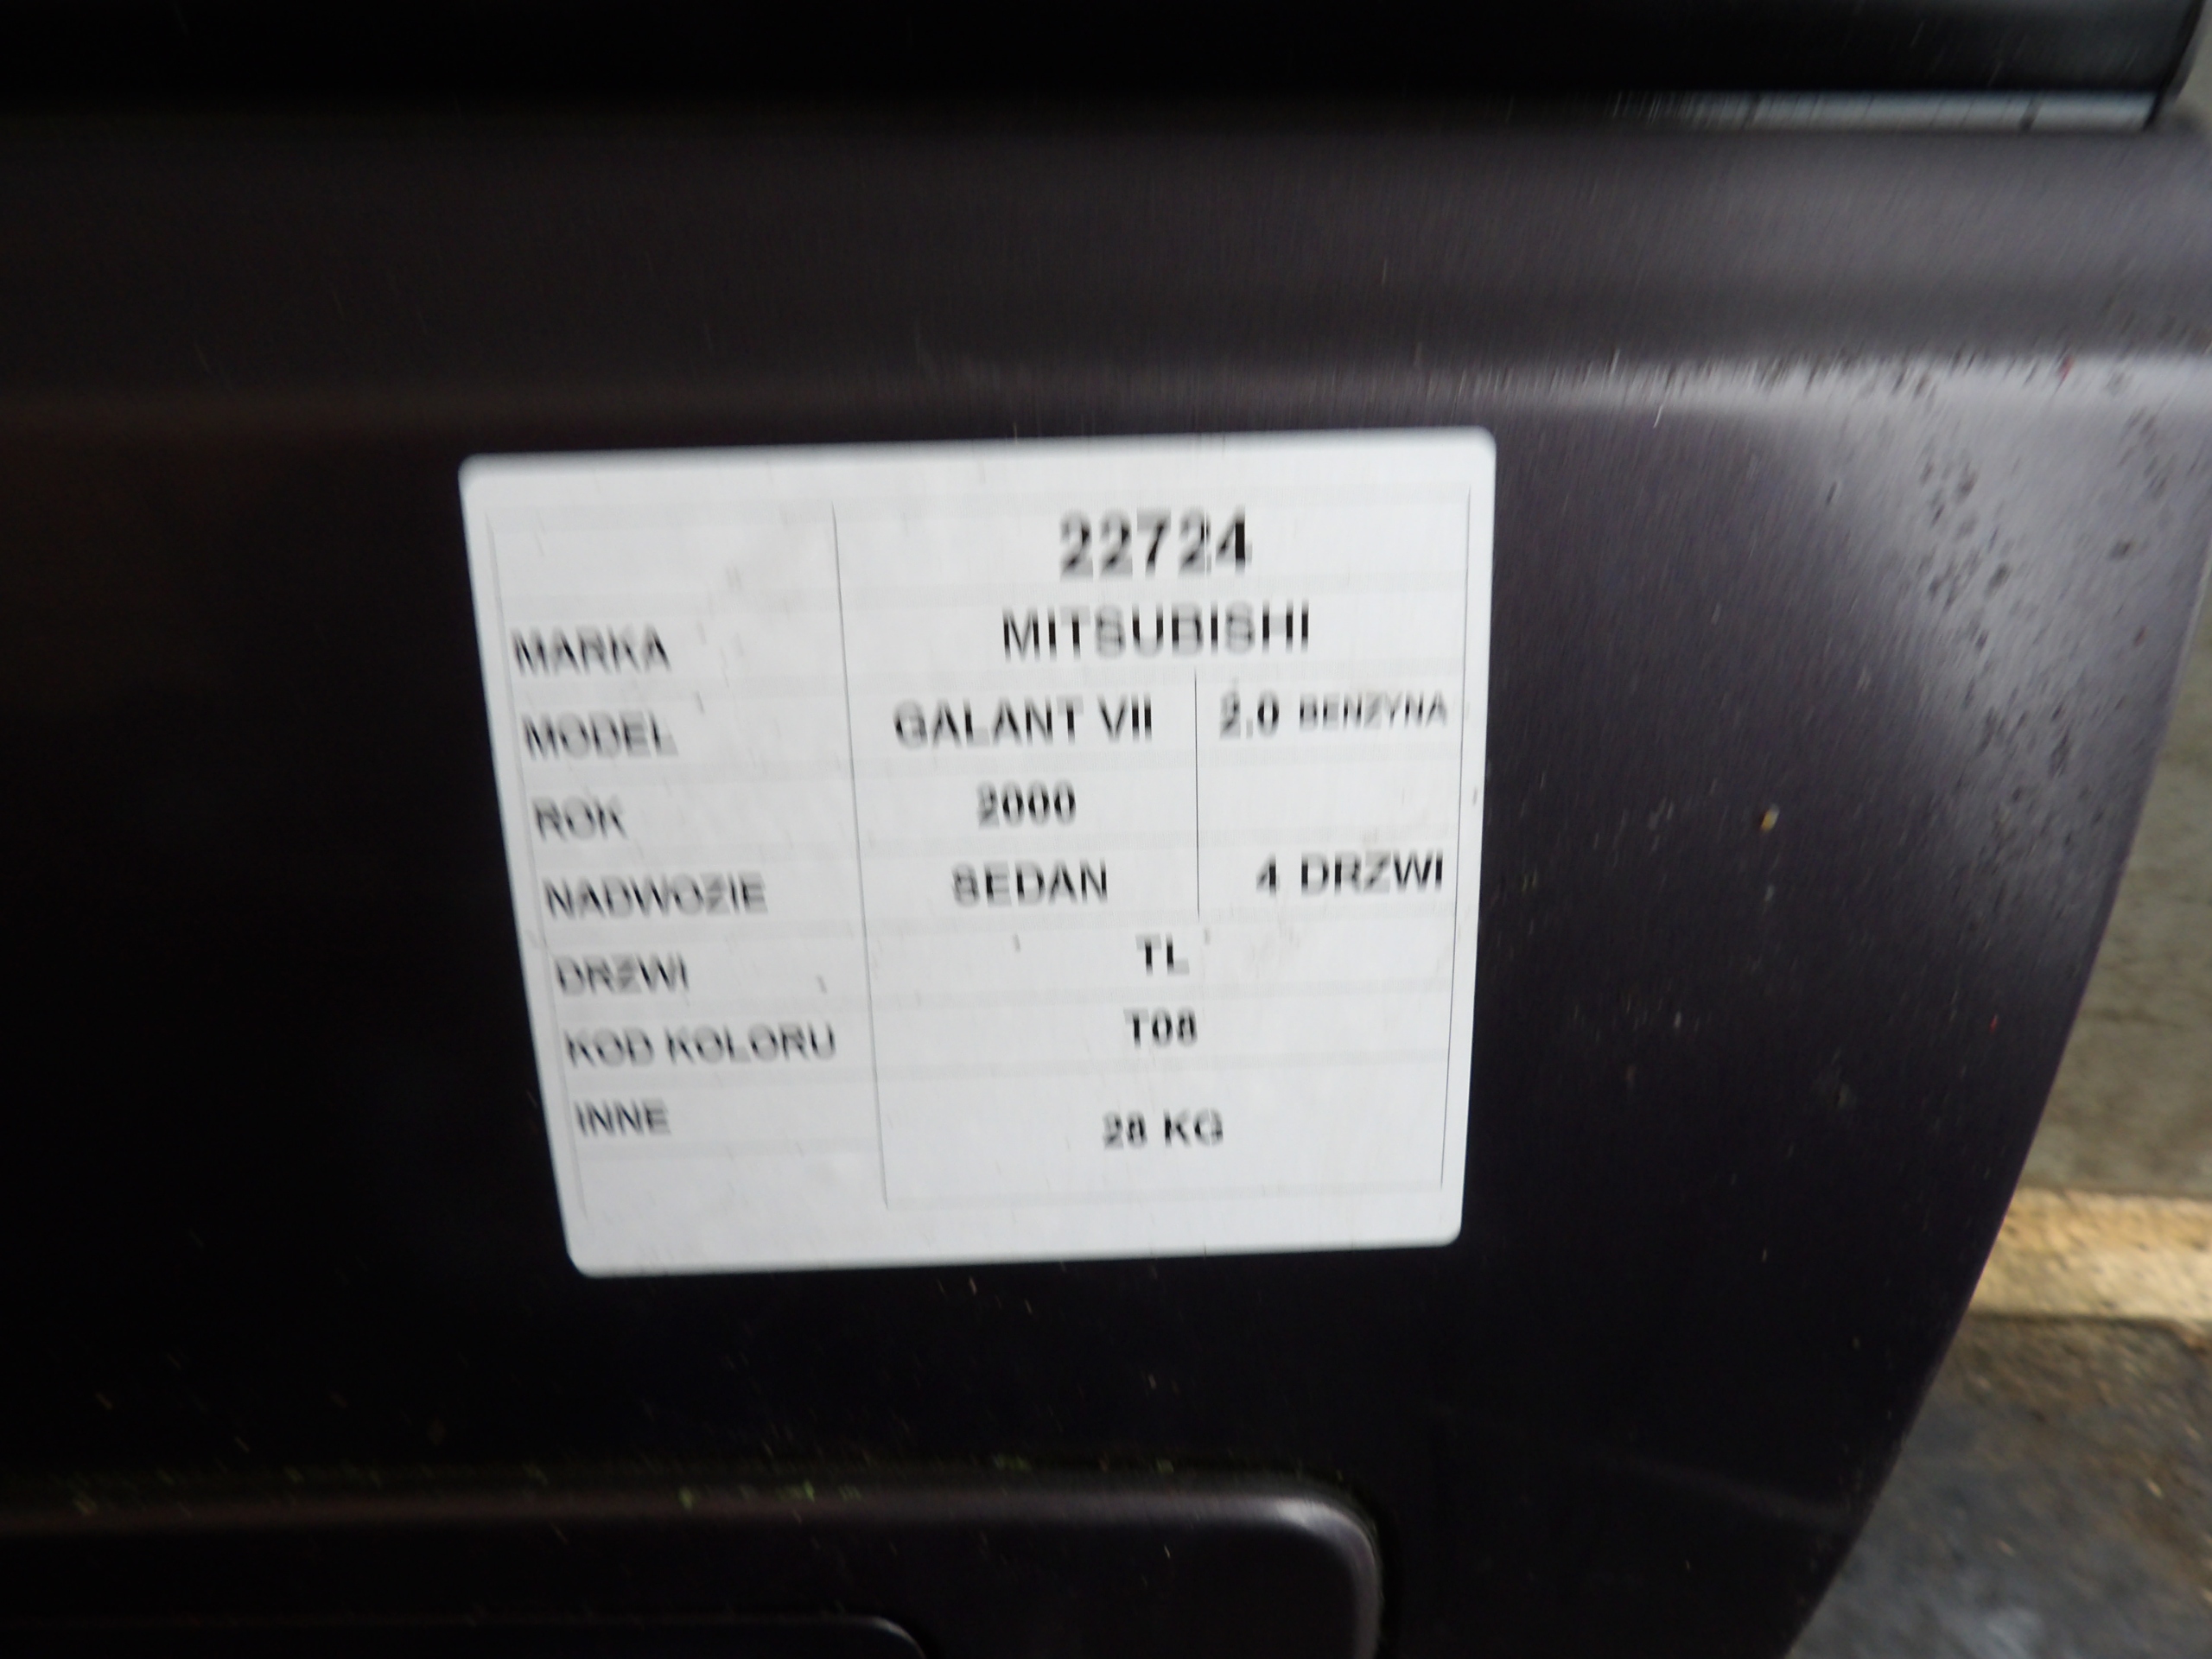 22724
MARKA MITSUBISHI
MODEL GALANT VII 2.0 BENZYNA
ROK 2000
NADWOZIE SEDAN 4 DRZWI
DRZWI TL
KOD KOLORU T08
INNE 28 KG